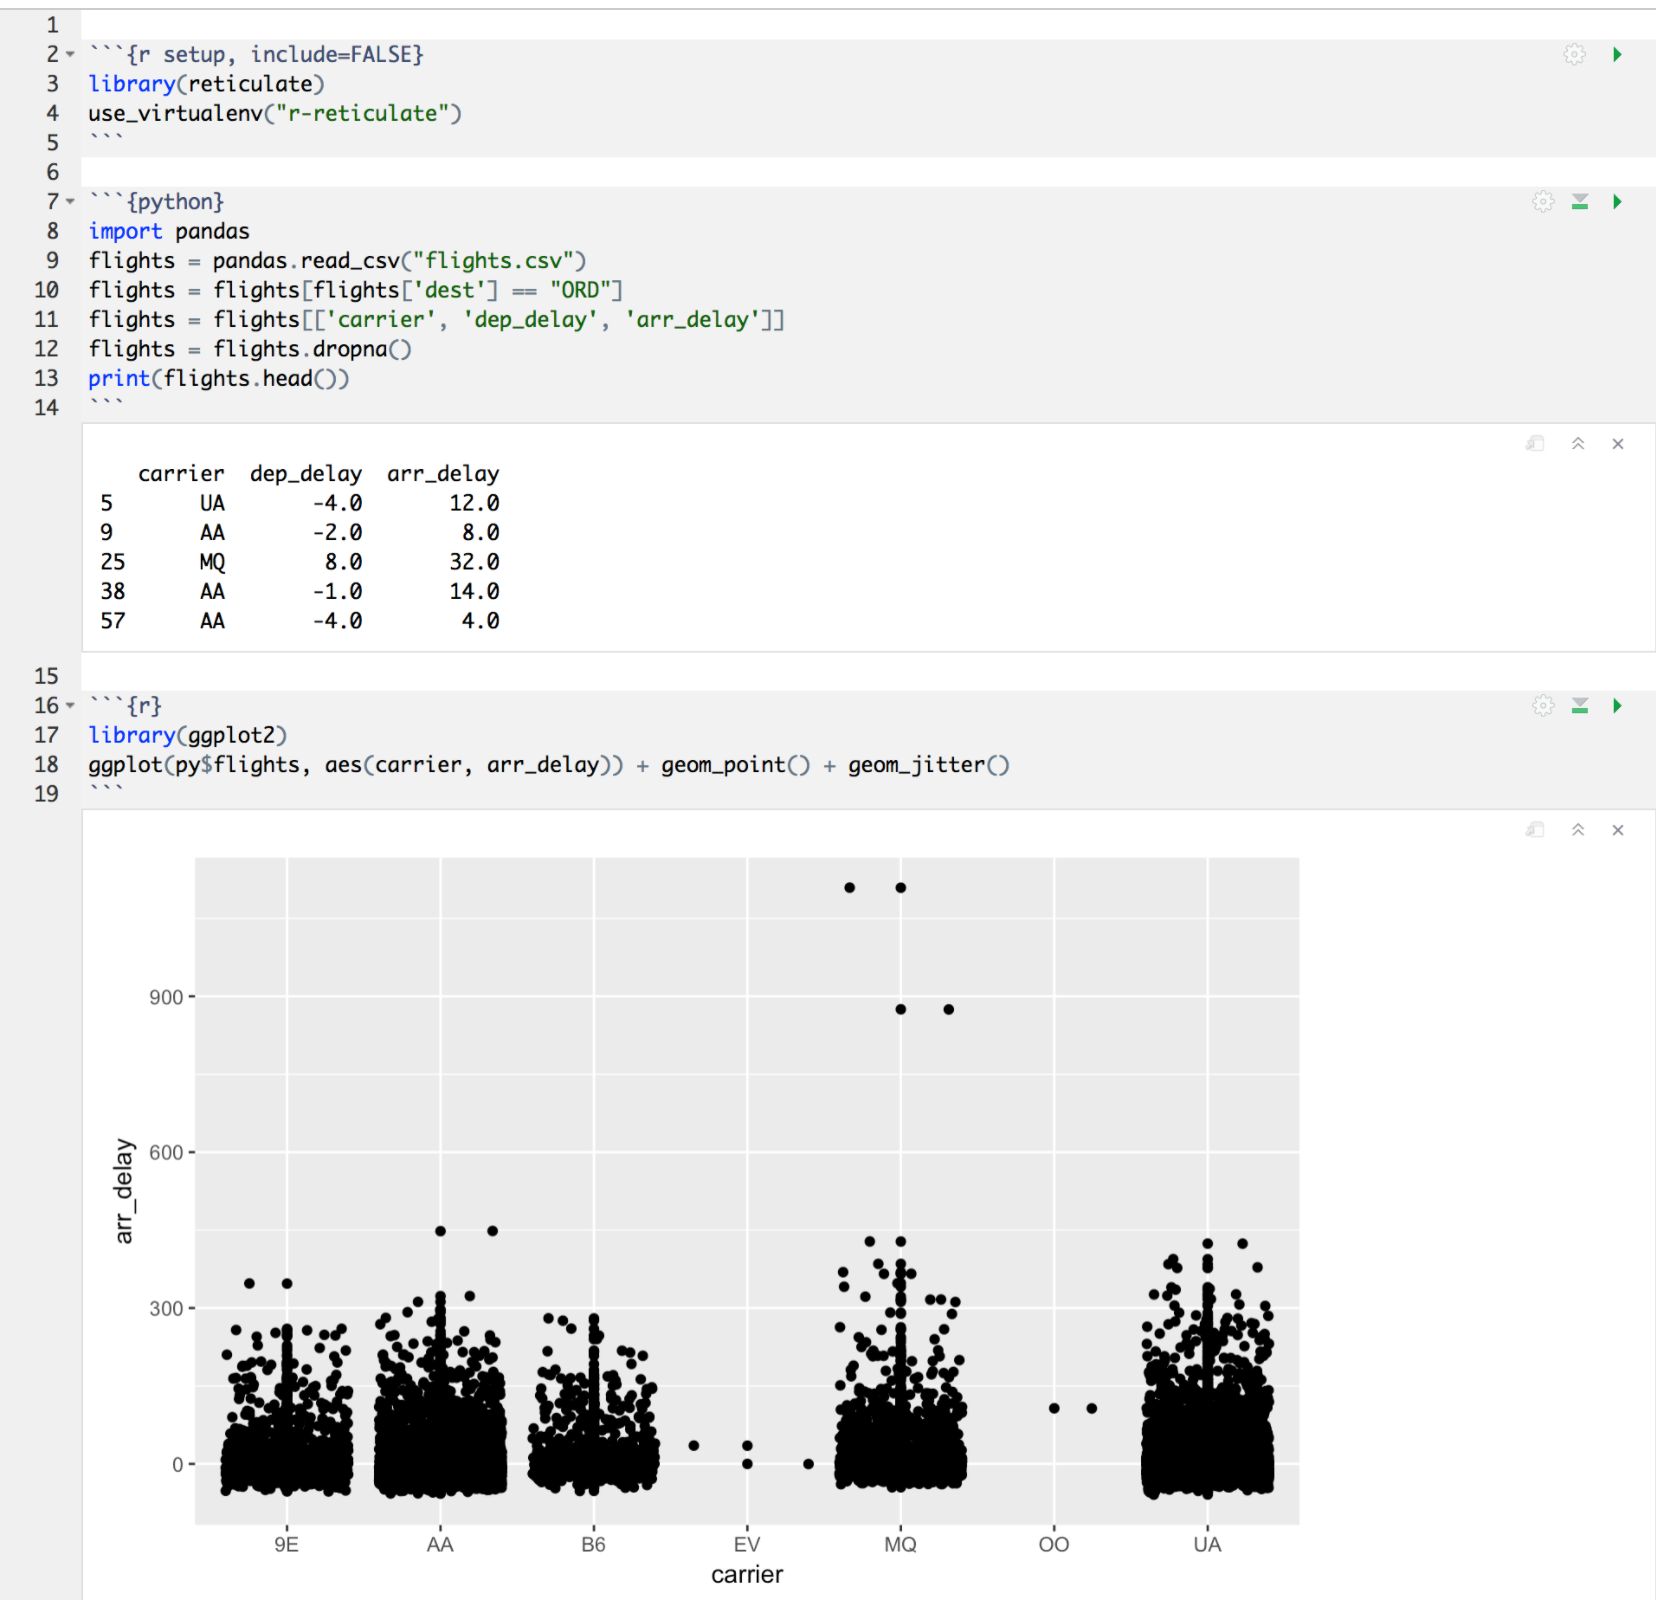 1
2 ```{r setup, include=FALSE}
3 library(reticulate)
4 use_virtualenv("r-reticulate")
5 ```
6
7 ```{python}
8 import pandas
9 flights = pandas.read_csv("flights.csv")
10 flights = flights[flights['dest'] == "ORD"]
11 flights = flights[['carrier', 'dep_delay', 'arr_delay']]
12 flights = flights.dropna()
13 print(flights.head())
14 ```
carrier dep_delay arr_delay
5 UA -4.0 12.0
9 AA -2.0 8.0
25 MQ 8.0 32.0
38 AA -1.0 14.0
57 AA -4.0 4.0
15
16 ```{r}
17 library(ggplot2)
18 ggplot(py$flights, aes(carrier, arr_delay)) + geom_point() + geom_jitter()
19 ```
900
600
300
0
arr_delay
9E AA B6 EV MQ OO UA
carrier